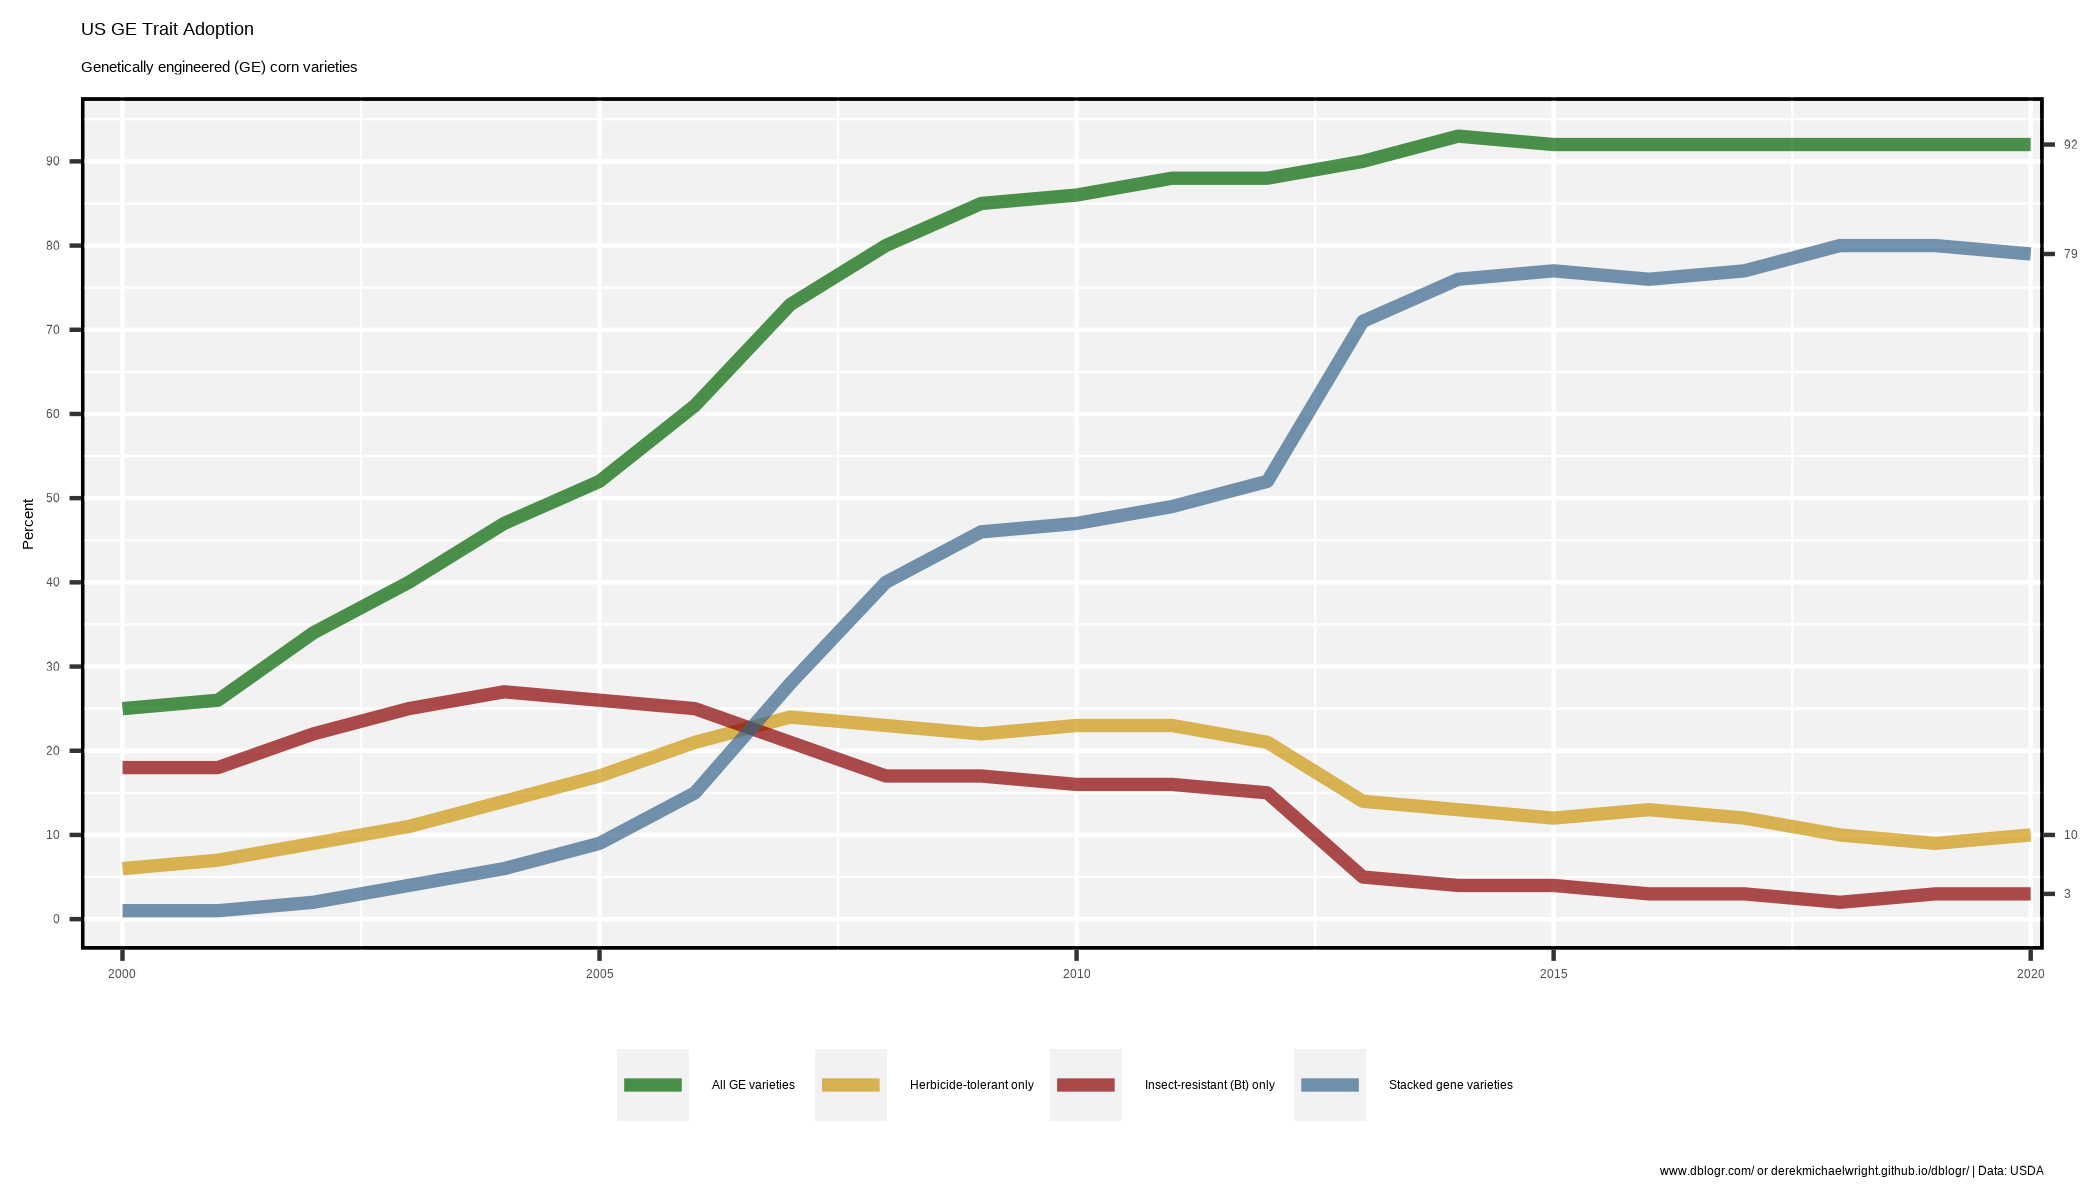 US GE Trait Adoption
Genetically engineered (GE) corn varieties
Percent
90
80
70
60
50
40
30
20
10
0
92
79
10
3
2000 2005 2010 2015 2020
All GE varieties Herbicide-tolerant only Insect-resistant (Bt) only Stacked gene varieties
www.dblogr.com/ or derekmichaelwright.github.io/dblogr/ | Data: USDA